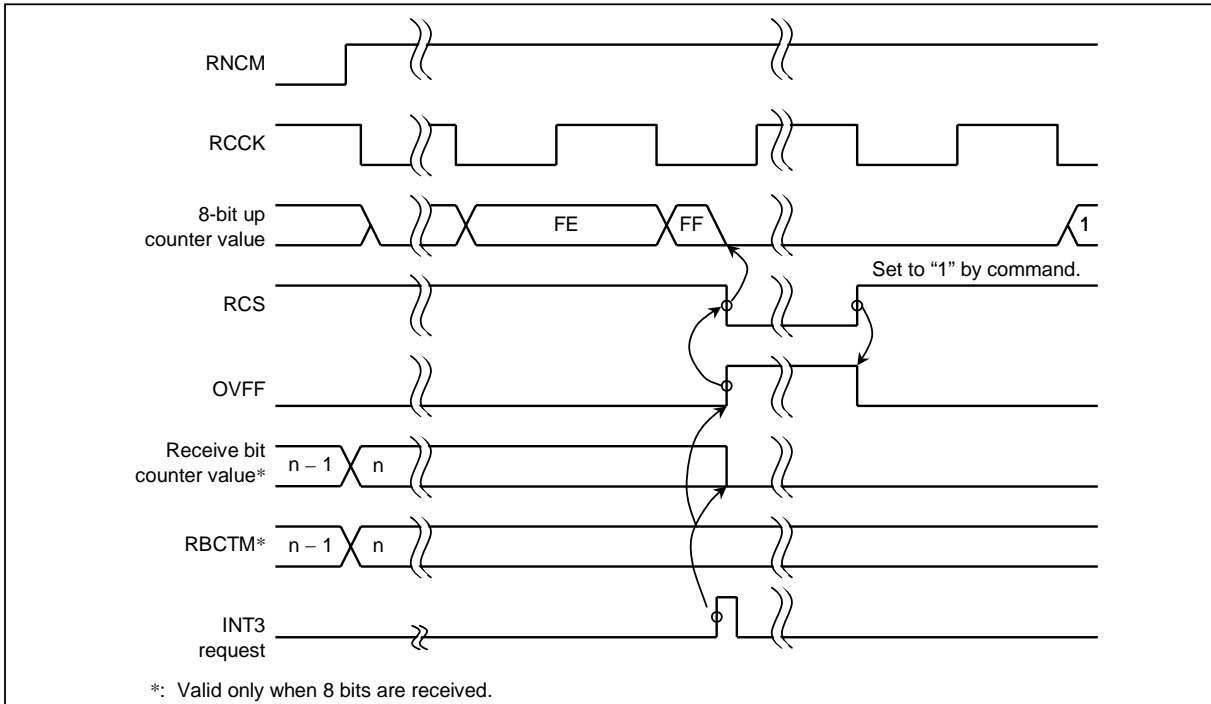 RNCM
RCCK
8-bit up
counter value
FE
FF
1
Set to “1” by command.
RCS
OVFF
Receive bit
counter value*
n − 1
n
RBCTM*
n − 1
n
INT3
request
*: Valid only when 8 bits are received.